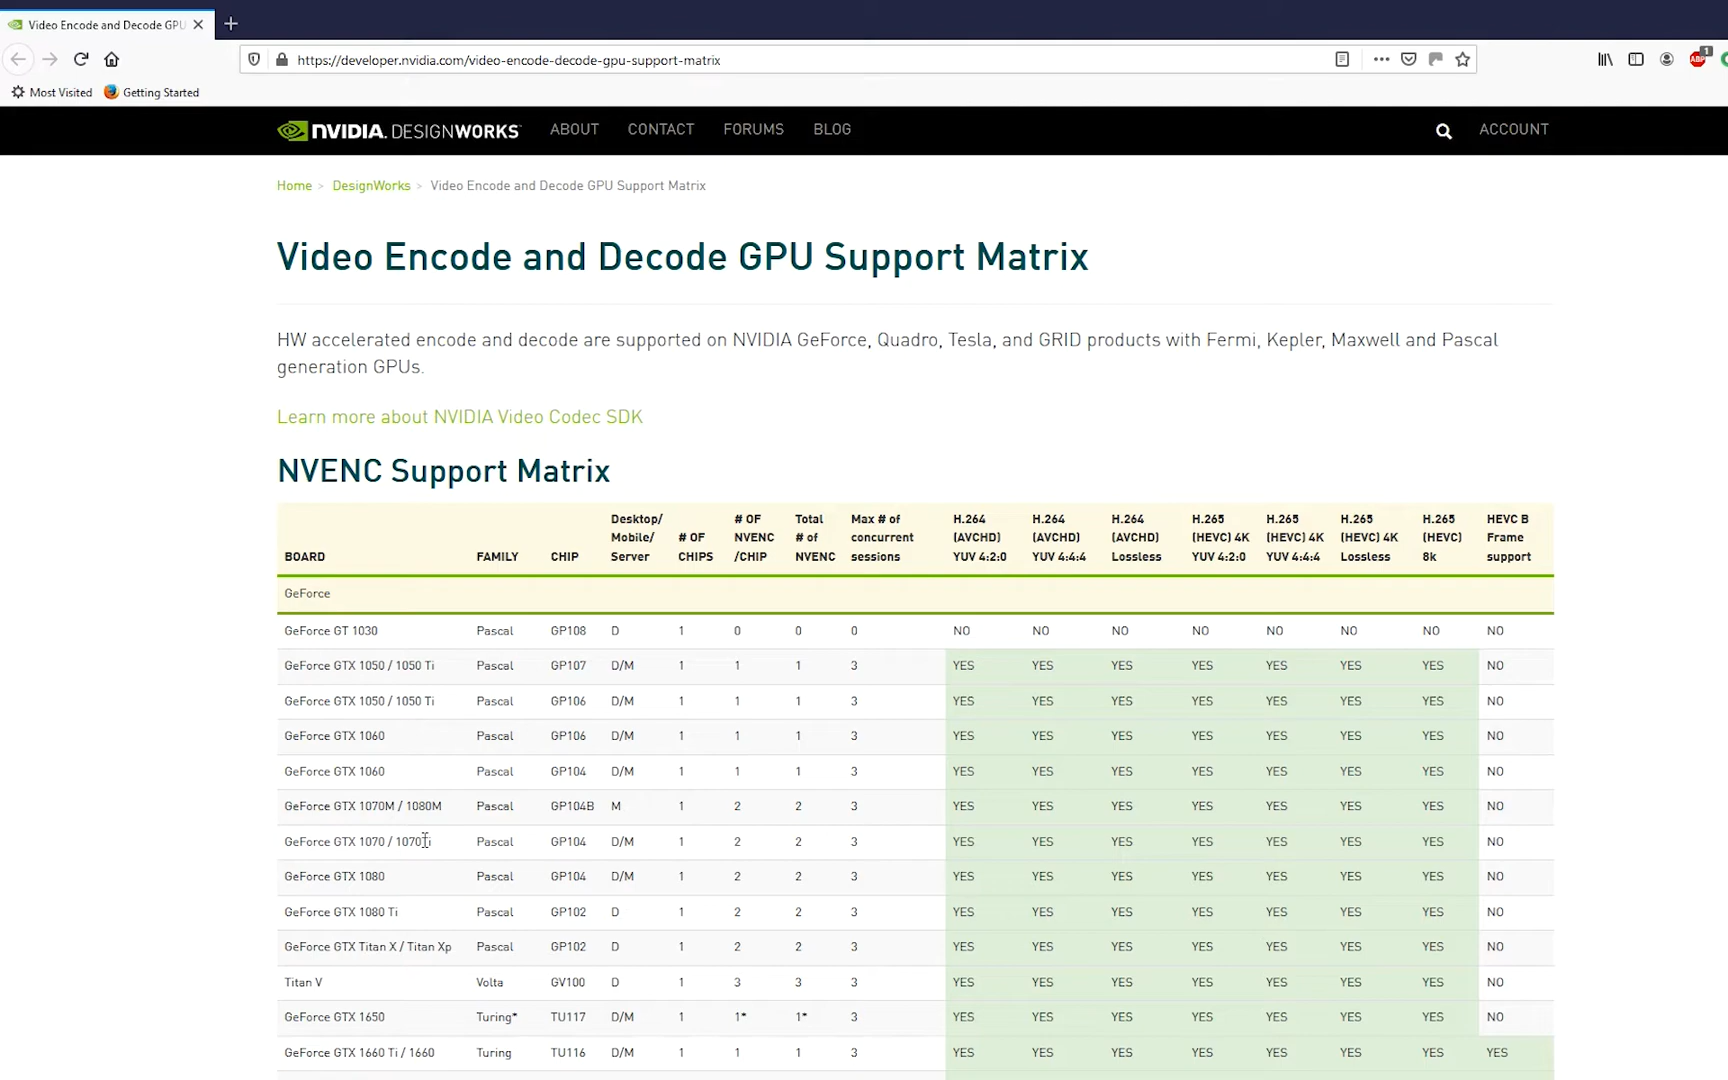 Video Encode and Decode GPU
https://developer.nvidia.com/video-encode-decode-gpu-support-matrix
ABP 1
Most Visited Getting Started
NVIDIA. DESIGNWORKS ABOUT CONTACT FORUMS BLOG ACCOUNT
Home > DesignWorks > Video Encode and Decode GPU Support Matrix
Video Encode and Decode GPU Support Matrix
HW accelerated encode and decode are supported on NVIDIA GeForce, Quadro, Tesla, and GRID products with Fermi, Kepler, Maxwell and Pascal
generation GPUs.
Learn more about NVIDIA Video Codec SDK
NVENC Support Matrix
Desktop/ # OF Total Max # of H.264 H.264 H.264 H.265 H.265 H.265 H.265 HEVC B
Mobile/ # OF NVENC # of concurrent (AVCHD) (AVCHD) (AVCHD) (HEVC) 4K (HEVC) 4K (HEVC) 4K (HEVC) Frame
BOARD FAMILY CHIP Server CHIPS /CHIP NVENC sessions YUV 4:2:0 YUV 4:4:4 Lossless YUV 4:2:0 YUV 4:4:4 Lossless 8k support
GeForce
GeForce GT 1030 Pascal GP108 D 1 0 0 0 NO NO NO NO NO NO NO NO
GeForce GTX 1050 / 1050 Ti Pascal GP107 D/M 1 1 1 3 YES YES YES YES YES YES YES NO
GeForce GTX 1050 / 1050 Ti Pascal GP106 D/M 1 1 1 3 YES YES YES YES YES YES YES NO
GeForce GTX 1060 Pascal GP106 D/M 1 1 1 3 YES YES YES YES YES YES YES NO
GeForce GTX 1060 Pascal GP104 D/M 1 1 1 3 YES YES YES YES YES YES YES NO
GeForce GTX 1070M / 1080M Pascal GP104B M 1 2 2 3 YES YES YES YES YES YES YES NO
GeForce GTX 1070 / 1070Ti Pascal GP104 D/M 1 2 2 3 YES YES YES YES YES YES YES NO
GeForce GTX 1080 Pascal GP104 D/M 1 2 2 3 YES YES YES YES YES YES YES NO
GeForce GTX 1080 Ti Pascal GP102 D 1 2 2 3 YES YES YES YES YES YES YES NO
GeForce GTX Titan X / Titan Xp Pascal GP102 D 1 2 2 3 YES YES YES YES YES YES YES NO
Titan V Volta GV100 D 1 3 3 3 YES YES YES YES YES YES YES NO
GeForce GTX 1650 Turing* TU117 D/M 1 1* 1* 3 YES YES YES YES YES YES YES NO
GeForce GTX 1660 Ti / 1660 Turing TU116 D/M 1 1 1 3 YES YES YES YES YES YES YES YES